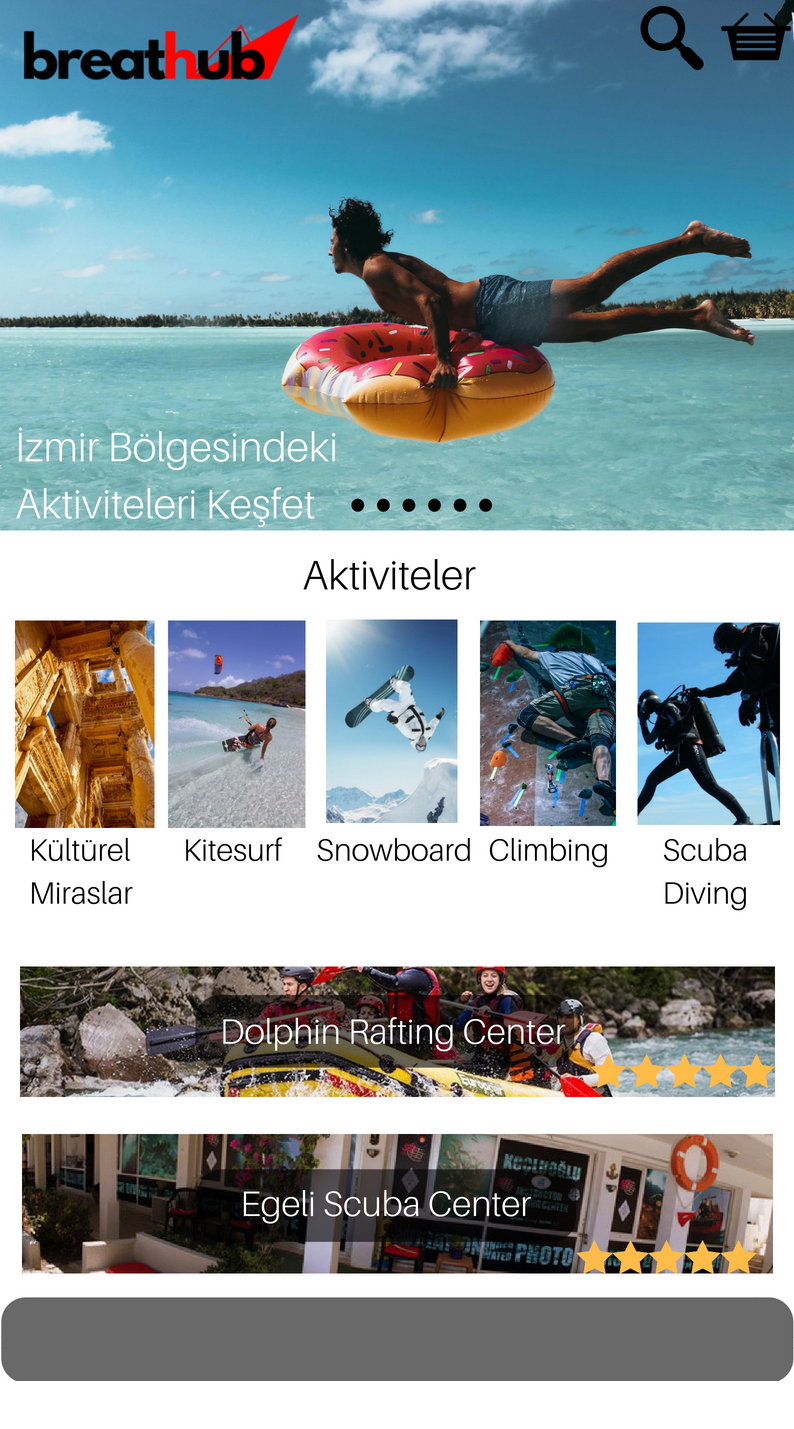 breathub
İzmir Bölgesindeki
Aktiviteleri Keşfet
Aktiviteler
Kültürel
Miraslar
Kitesurf
Snowboard
Climbing
Scuba
Diving
Dolphin Rafting Center
Egeli Scuba Center
PHOTO